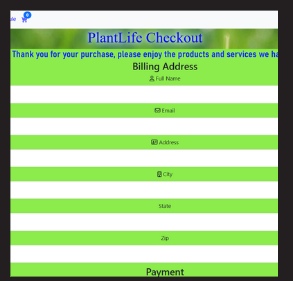 0
PlantLife Checkout
Thank you for your purchase, please enjoy the products and services we ha
Billing Address
Full Name
Email
Address
City
State
Zip
Payment